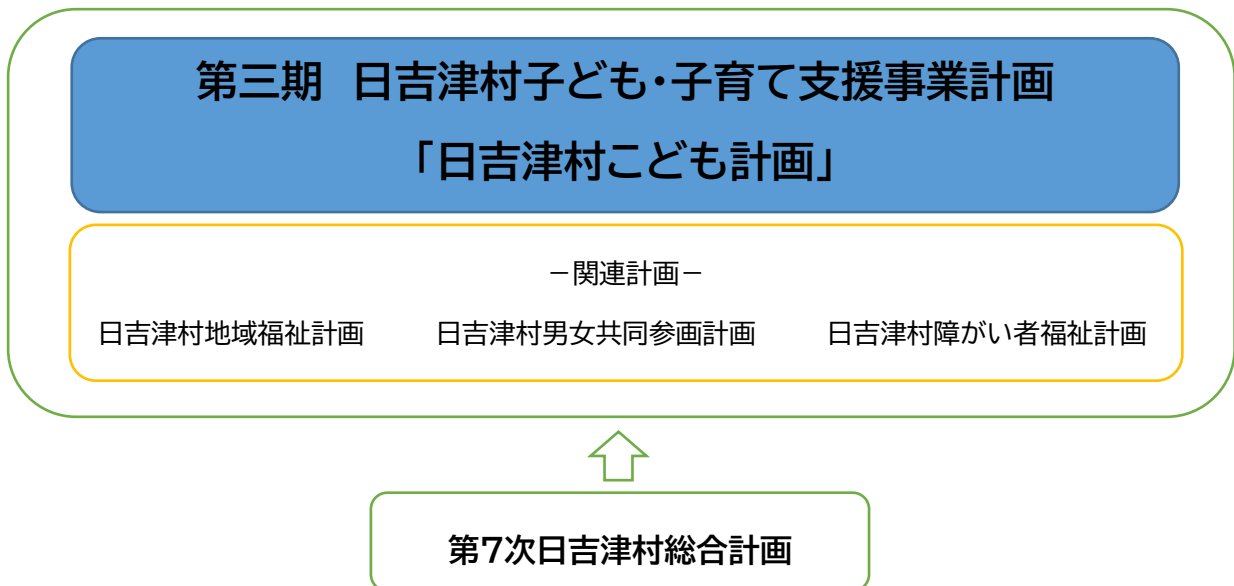 第三期　日吉津村子ども・子育て支援事業計画
「日吉津村こども計画」
－関連計画－
日吉津村地域福祉計画　　日吉津村男女共同参画計画　　日吉津村障がい者福祉計画
第7次日吉津村総合計画